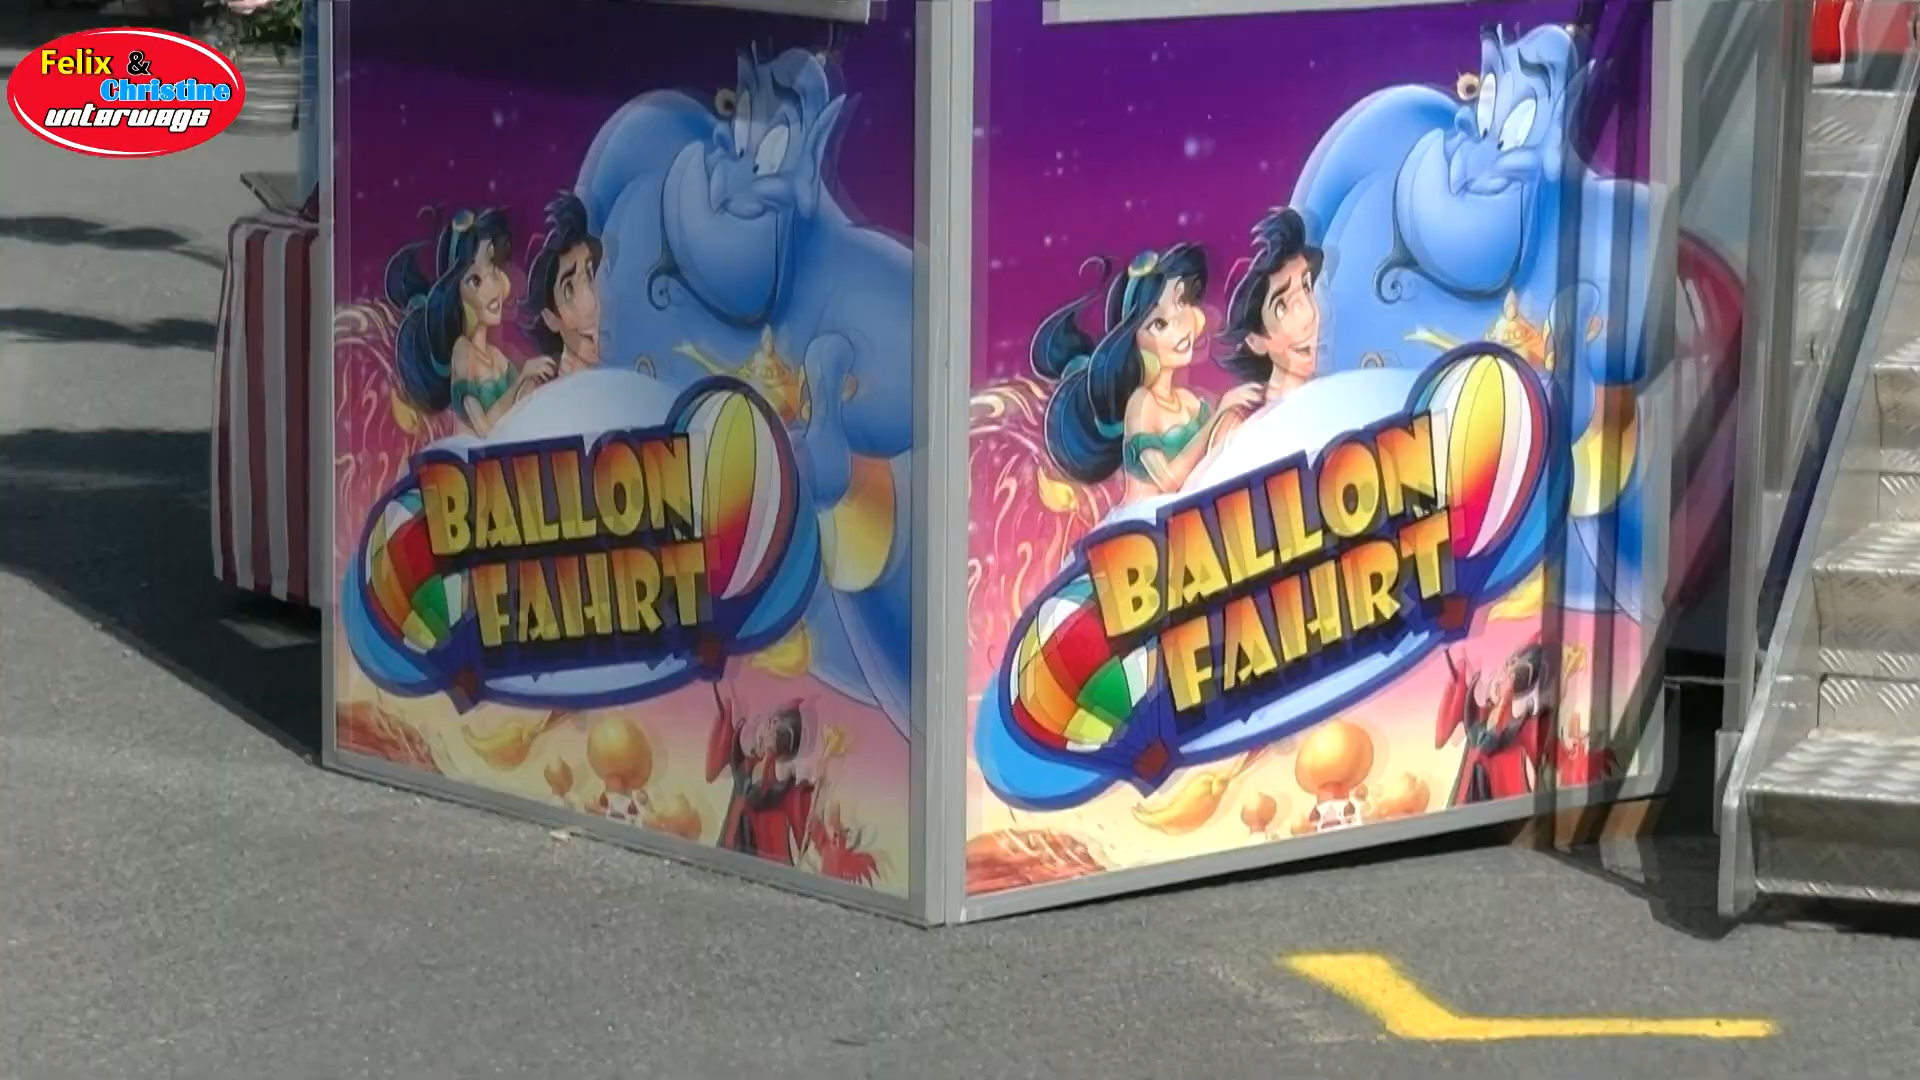 Felix &
Christine
unterwegs
BALLON
FAHRT
BALLON
FAHRT